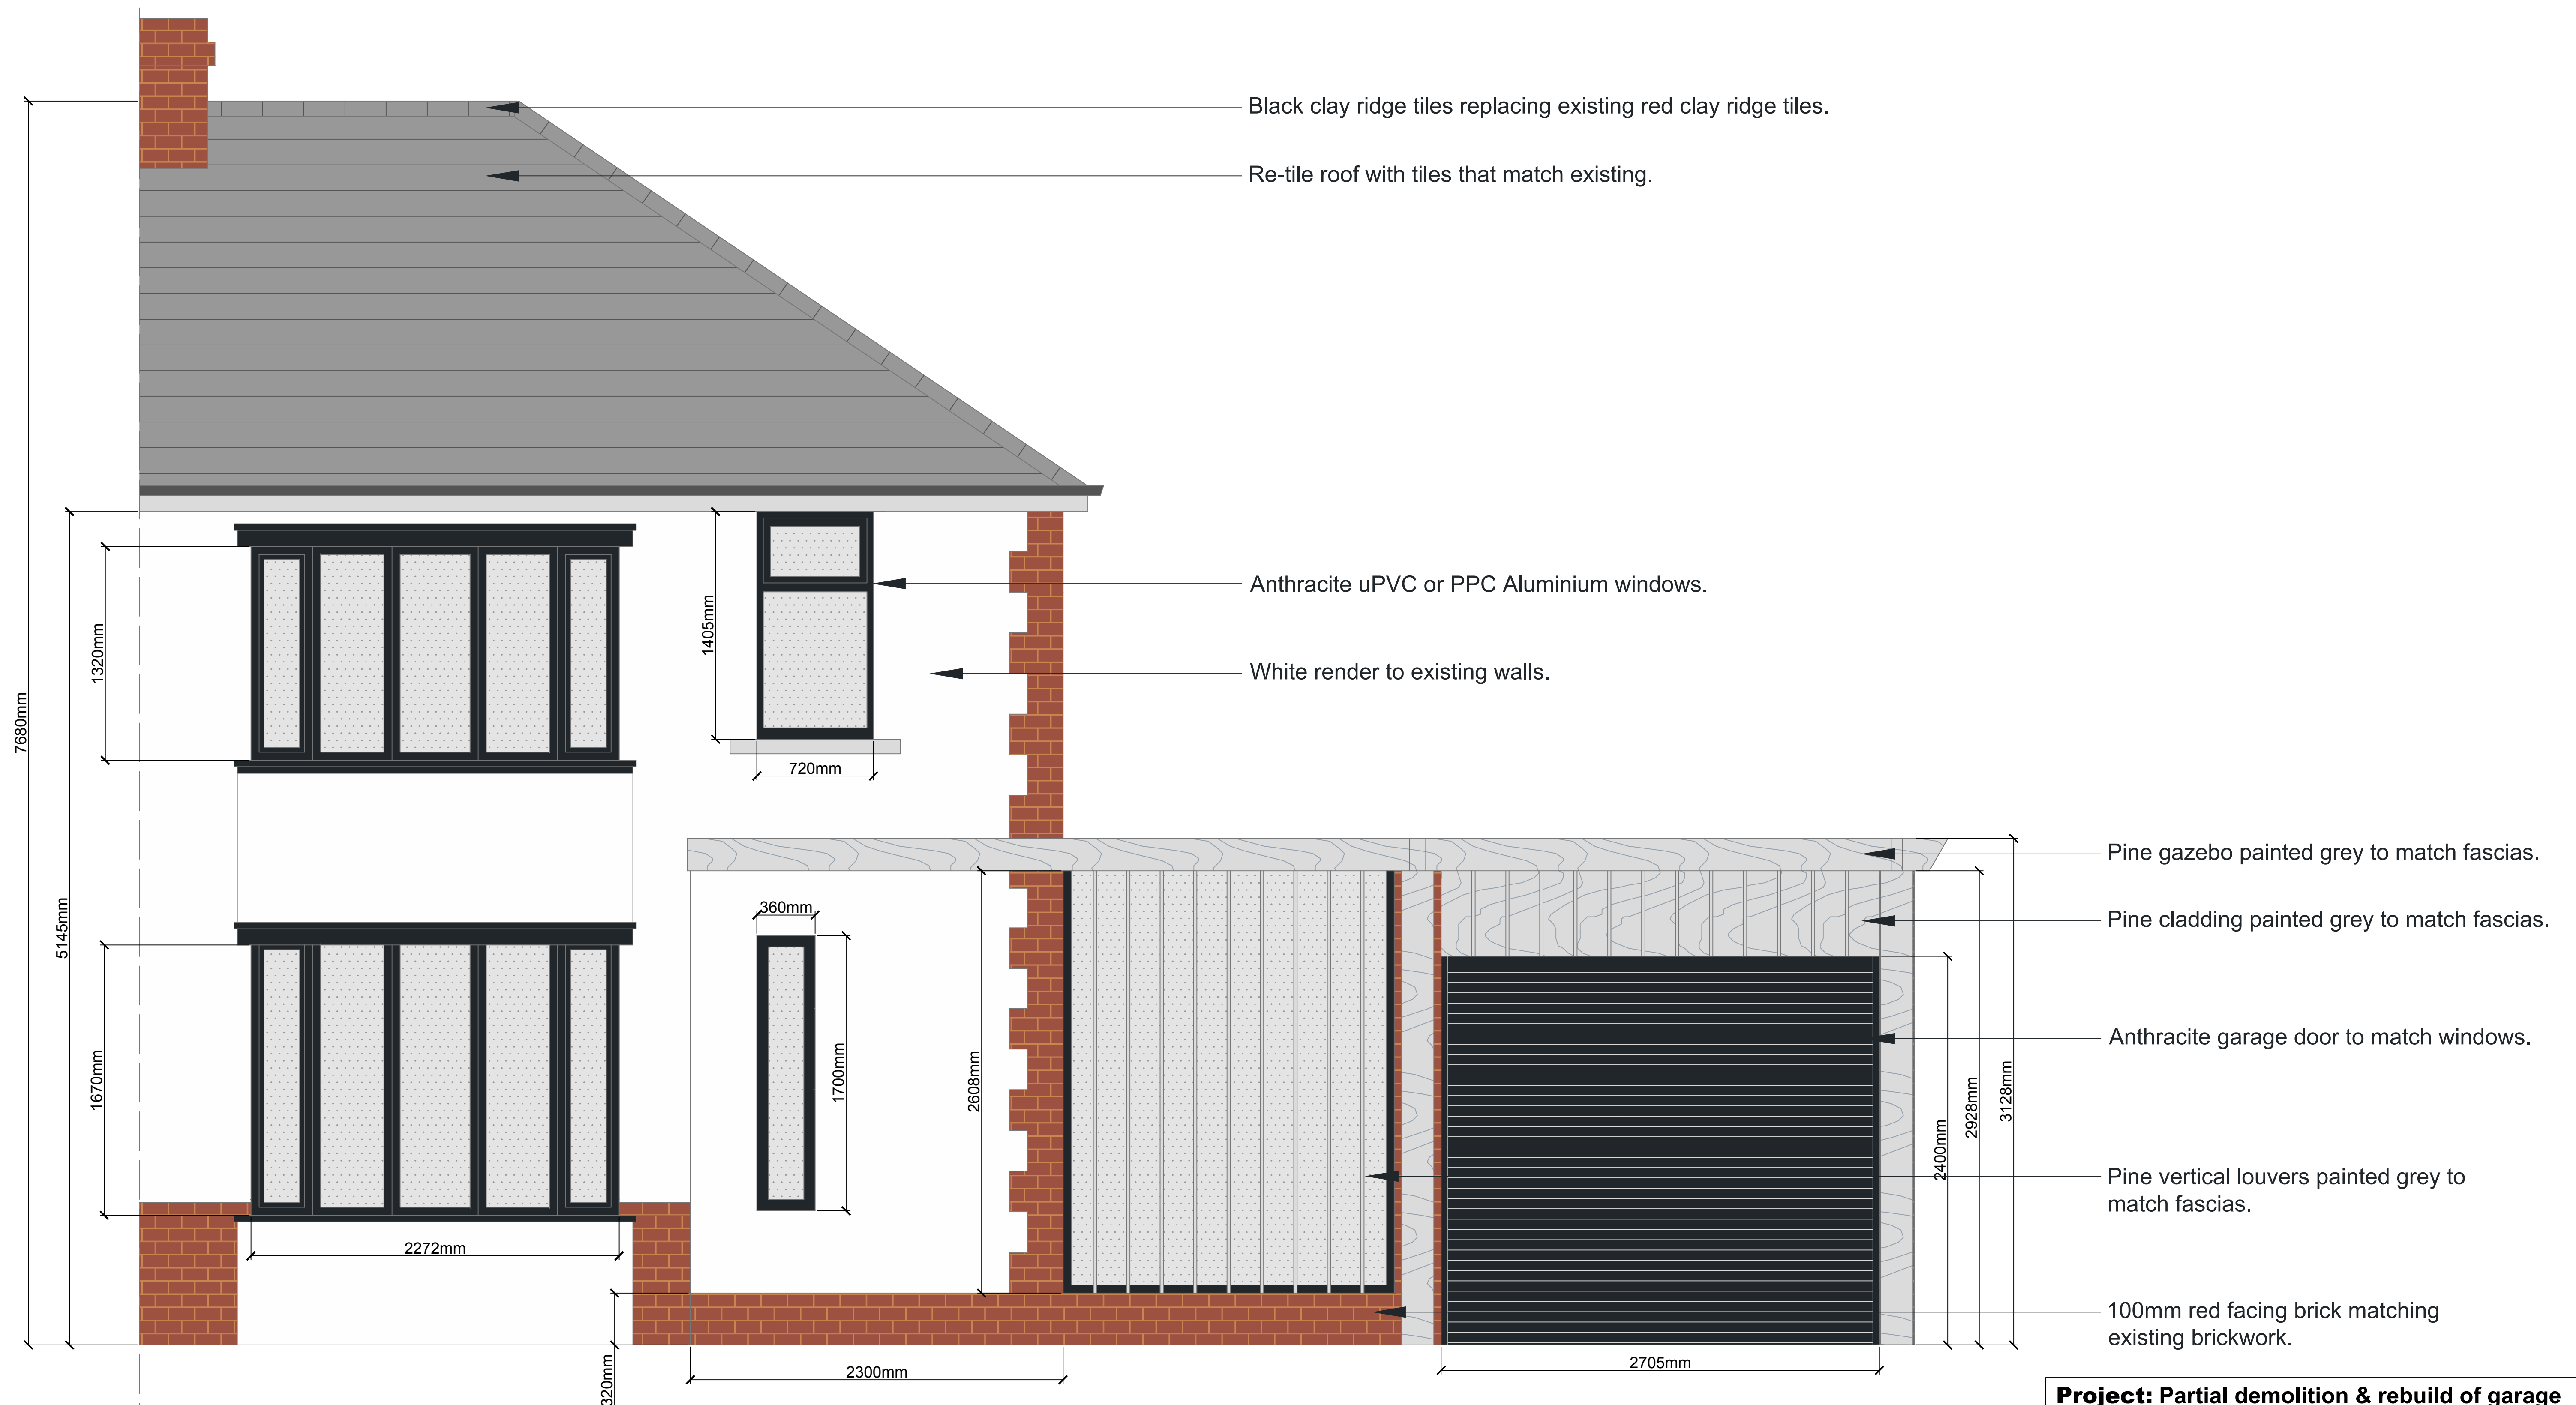 Black clay ridge tiles replacing existing red clay ridge tiles.
Re-tile roof with tiles that match existing.
Anthracite uPVC or PPC Aluminium windows.
White render to existing walls.
7680mm
5145mm
1320mm
1405mm
720mm
Pine gazebo painted grey to match fascias.
Pine cladding painted grey to match fascias.
Anthracite garage door to match windows.
Pine vertical louvers painted grey to
match fascias.
100mm red facing brick matching
existing brickwork.
360mm
1670mm
1700mm
2608mm
2400mm
2928mm
3128mm
2272mm
320mm
2300mm
2705mm
Project: Partial demolition & rebuild of garage